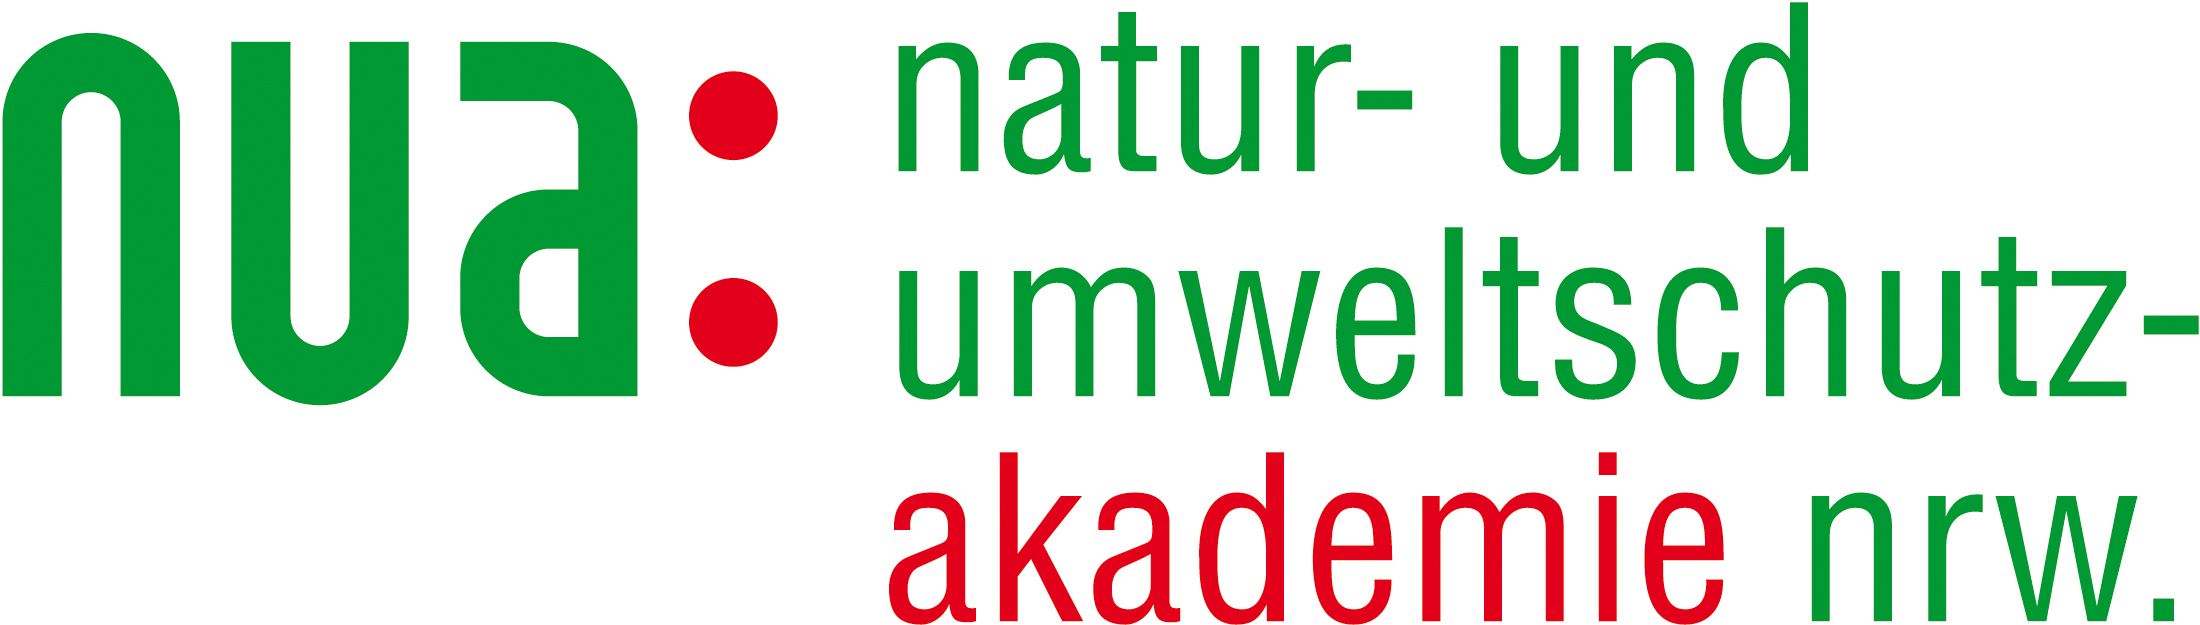 nua:
natur- und
umweltschutz-
akademie nrw.